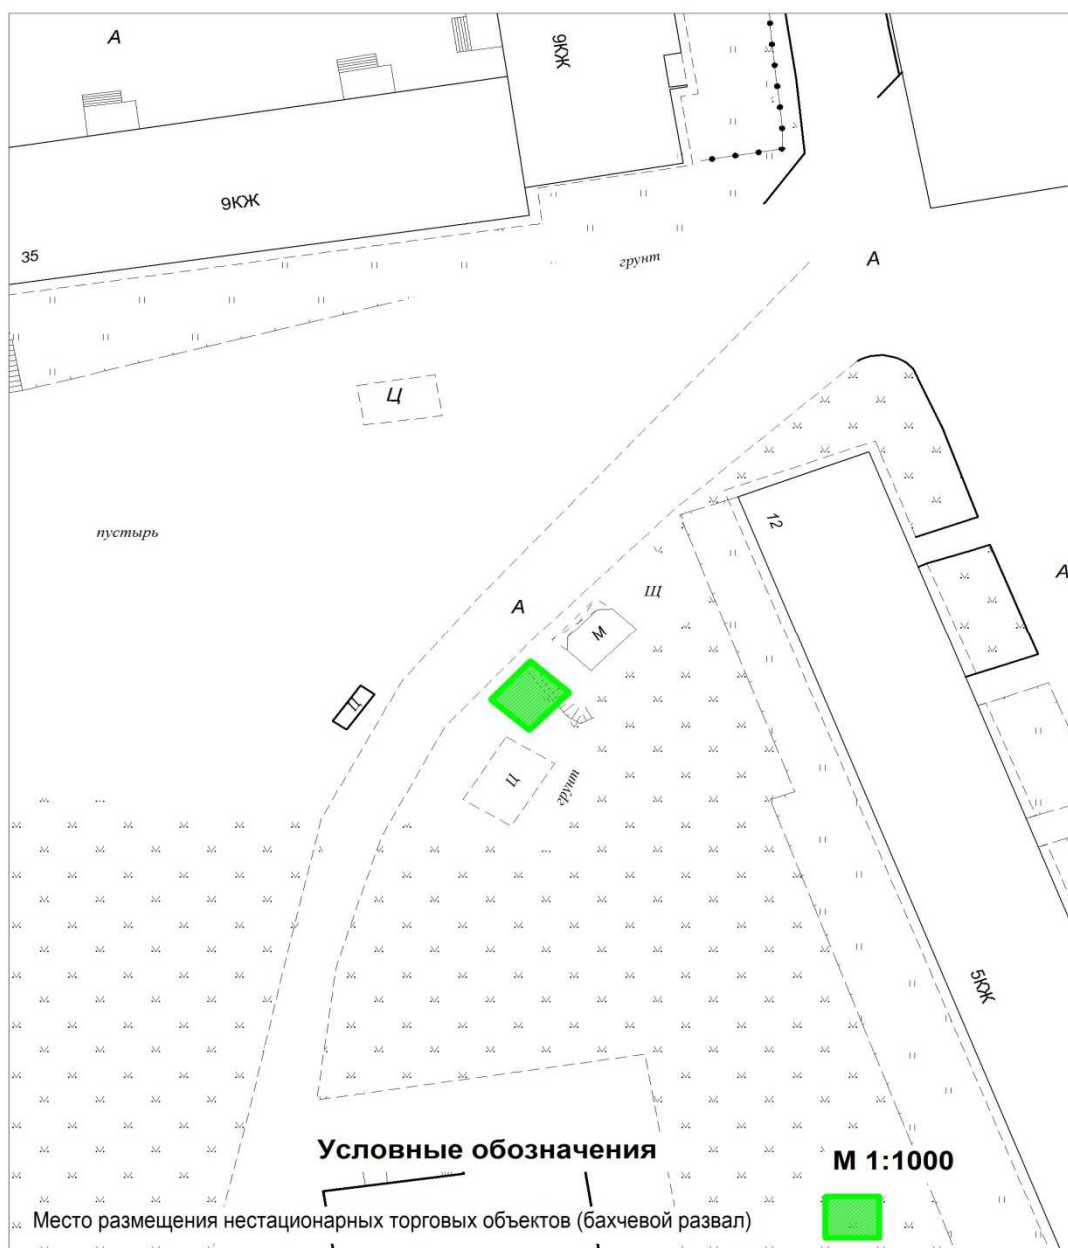 А
9КЖ
9КЖ
35
грунт
А
Ц
пустырь
12
А
Щ
А
М
Ц
Ц
грунт
5КЖ
Условные обозначения
М 1:1000
Место размещения нестационарных торговых объектов (бахчевой развал)